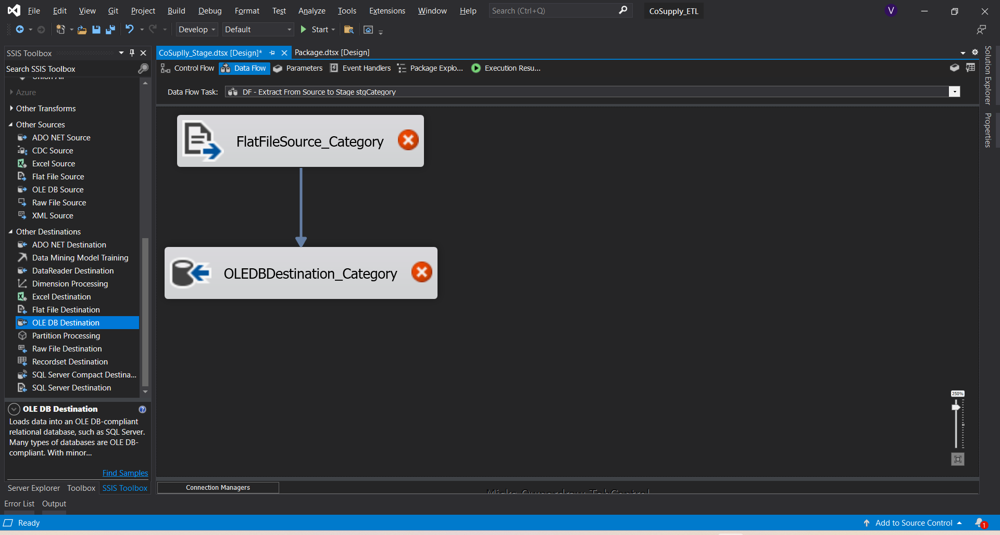 File Edit View Git Project Build Debug Format Test Analyze Tools Extensions Window Help Search (Ctrl+Q) CoSupply_ETL V
Develop Default Start
SSIS Toolbox
Search SSIS Toolbox
Union All
Azure
Other Transforms
Other Sources
ADO NET Source
CDC Source
Excel Source
Flat File Source
OLE DB Source
Raw File Source
XML Source
Other Destinations
ADO NET Destination
Data Mining Model Training
DataReader Destination
Dimension Processing
Excel Destination
Flat File Destination
OLE DB Destination
Partition Processing
Raw File Destination
Recordset Destination
SQL Server Compact Destina...
SQL Server Destination
OLE DB Destination
Loads data into an OLE DB-compliant
relational database, such as SQL Server.
Many types of databases are OLE DB-
compliant. With minor...
Find Samples
Server Explorer Toolbox SSIS Toolbox
CoSuplly_Stage.dtsx [Design]* Package.dtsx [Design]
Control Flow Data Flow Parameters Event Handlers Package Explo... Execution Resu...
Data Flow Task: DF - Extract From Source to Stage stgCategory
FlatFileSource_Category
OLEDBDestination_Category
250%
Connection Managers
Solution Explorer
Properties
Error List Output
Ready Add to Source Control 1